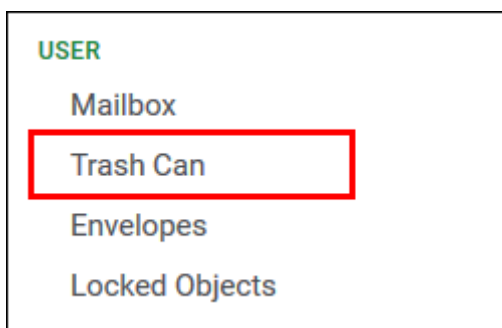 USER
Mailbox
Trash Can
Envelopes
Locked Objects